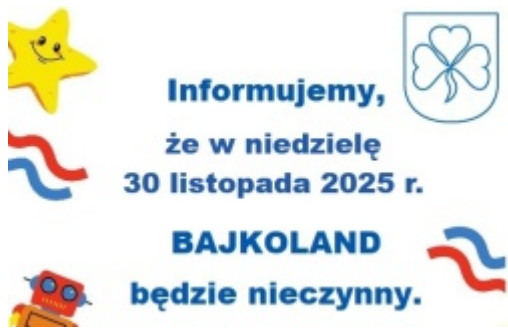 Informujemy,
że w niedzielę
30 listopada 2025 r.
BAJKOLAND
będzie nieczynny.